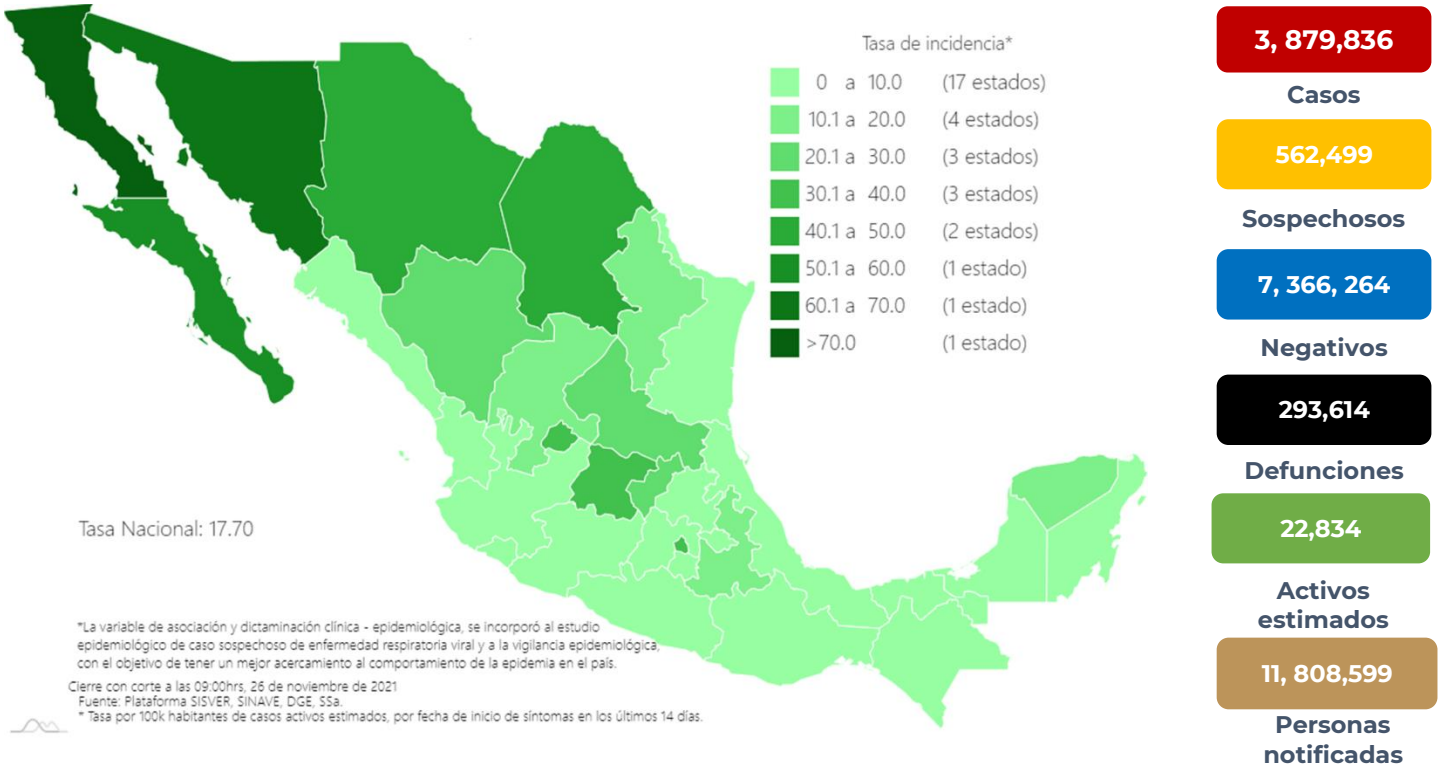 Tasa de incidencia*
0 a 10.0 (17 estados)
10.1 a 20.0 (4 estados)
20.1 a 30.0 (3 estados)
30.1 a 40.0 (3 estados)
40.1 a 50.0 (2 estados)
50.1 a 60.0 (1 estado)
60.1 a 70.0 (1 estado)
>70.0 (1 estado)
Tasa Nacional: 17.70
*La variable de asociación y dictaminación clínica - epidemiológica, se incorporó al estudio
epidemiológico de caso sospechoso de enfermedad respiratoria viral y a la vigilancia epidemiológica,
con el objetivo de tener un mejor acercamiento al comportamiento de la epidemia en el país.
Cierre con corte a las 09:00hrs, 26 de noviembre de 2021
Fuente: Plataforma SISVER, SINAVE, DGE, SSa.
* Tasa por 100k habitantes de casos activos estimados, por fecha de inicio de síntomas en los últimos 14 días.
3, 879,836
Casos
562,499
Sospechosos
7, 366, 264
Negativos
293,614
Defunciones
22,834
Activos
estimados
11, 808,599
Personas
notificadas